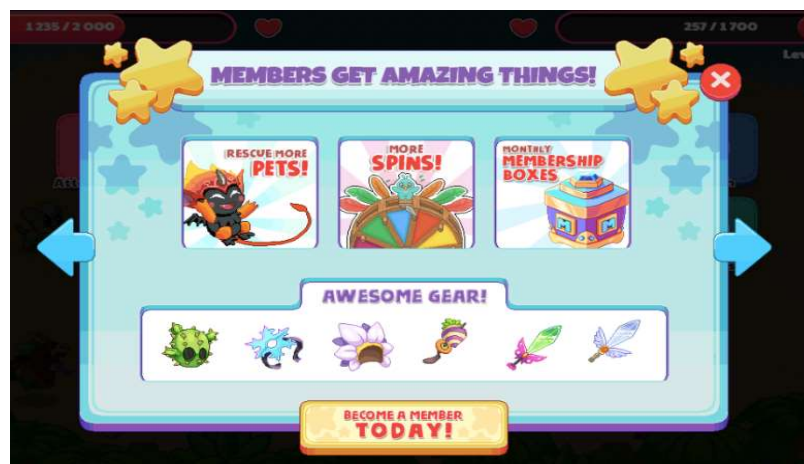 1235 / 2000
257 / 1700
MEMBERS GET AMAZING THINGS!
RESCUE MORE
PETS!
MORE
SPINS!
MONTHLY
MEMBERSHIP
BOXES
AWESOME GEAR!
BECOME A MEMBER
TODAY!